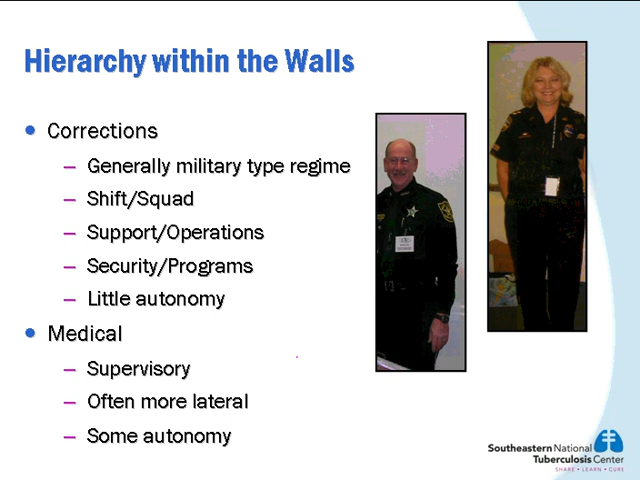 Hierarchy within the Walls
• Corrections
– Generally military type regime
– Shift/Squad
– Support/Operations
– Security/Programs
– Little autonomy
• Medical
– Supervisory
– Often more lateral
– Some autonomy
Southeastern National
Tuberculosis Center
SHARE • LEARN • CURE